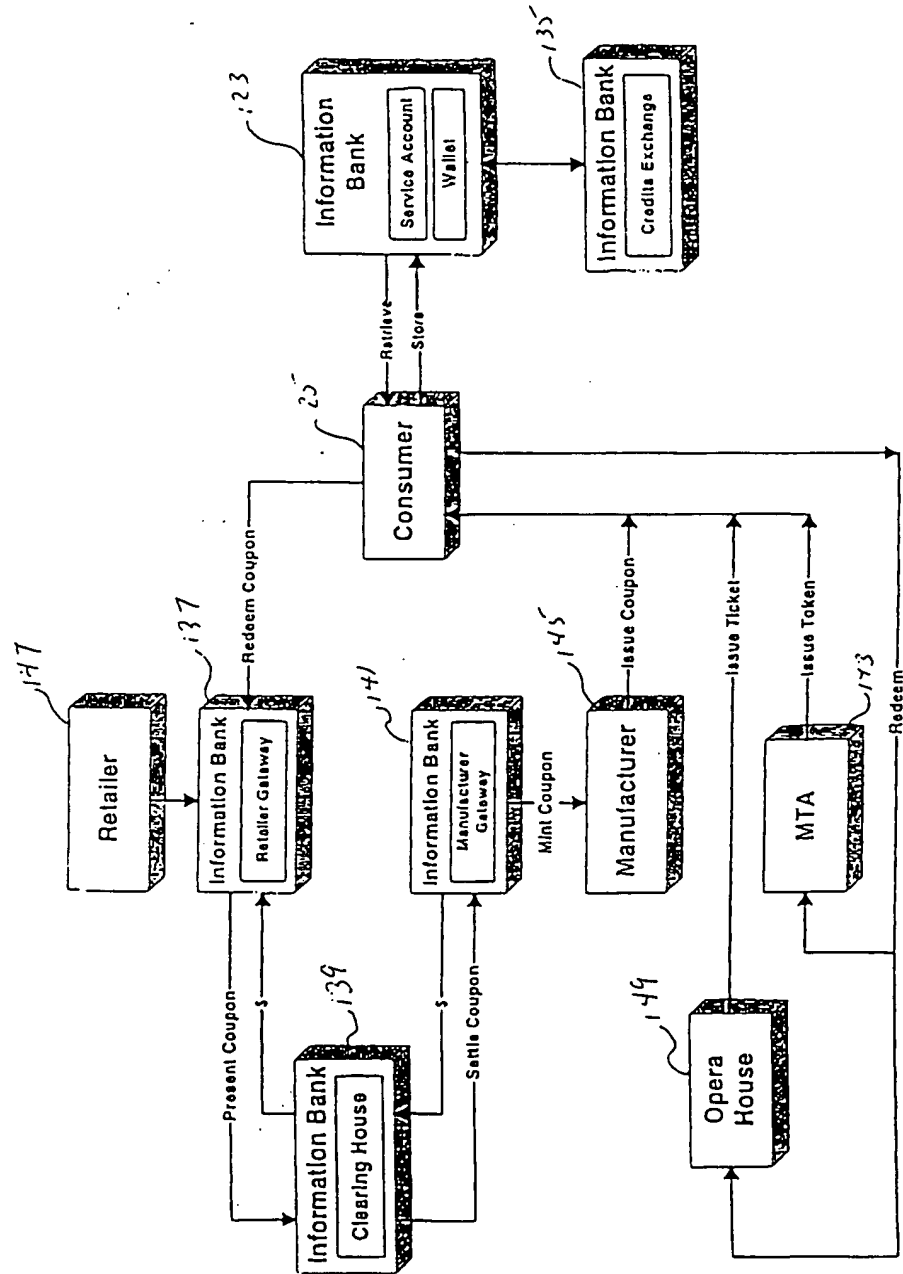 147
Retailer
137
Information Bank
Retailer Gateway
Present Coupon
$
139
Information Bank
Clearing House
$
Settle Coupon
141
Information Bank
Manufacturer
Gateway
Mint Coupon
145
Manufacturer
Redeem Coupon
25
Consumer
Retrieve
Store
123
Information
Bank
Service Account
Wallet
135
Information Bank
Credits Exchange
Issue Coupon
Issue Ticket
Issue Token
149
Opera
House
143
MTA
Redeem